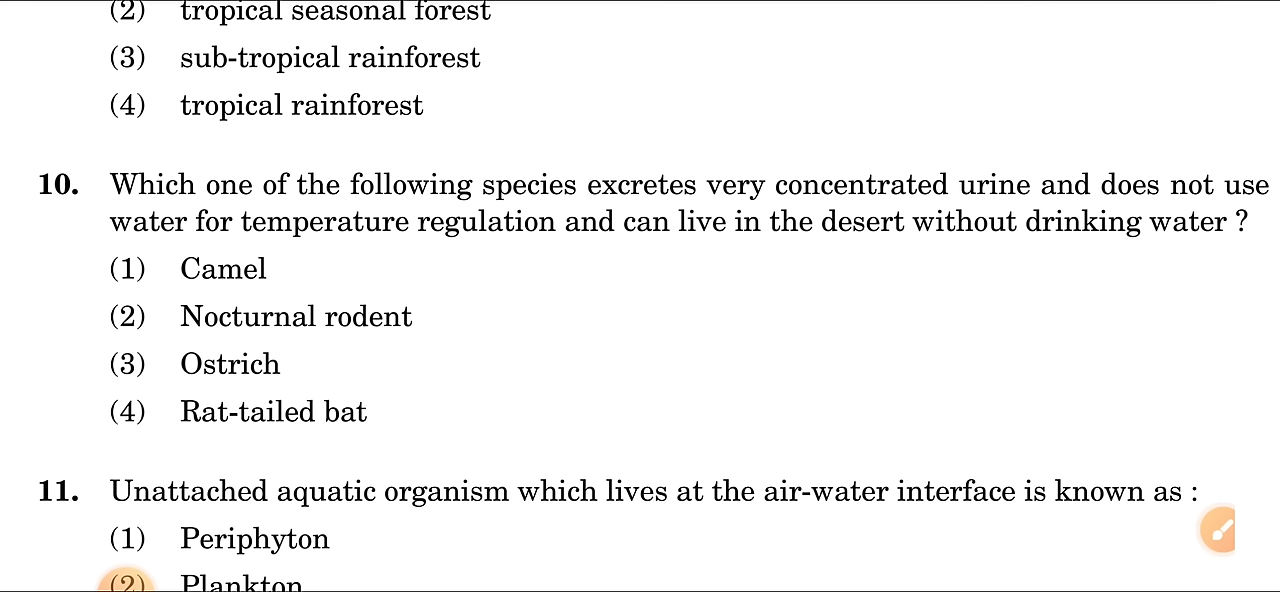 (2) tropical seasonal forest
(3) sub-tropical rainforest
(4) tropical rainforest
10. Which one of the following species excretes very concentrated urine and does not use
water for temperature regulation and can live in the desert without drinking water ?
(1) Camel
(2) Nocturnal rodent
(3) Ostrich
(4) Rat-tailed bat
11. Unattached aquatic organism which lives at the air-water interface is known as :
(1) Periphyton
(2) Plankton